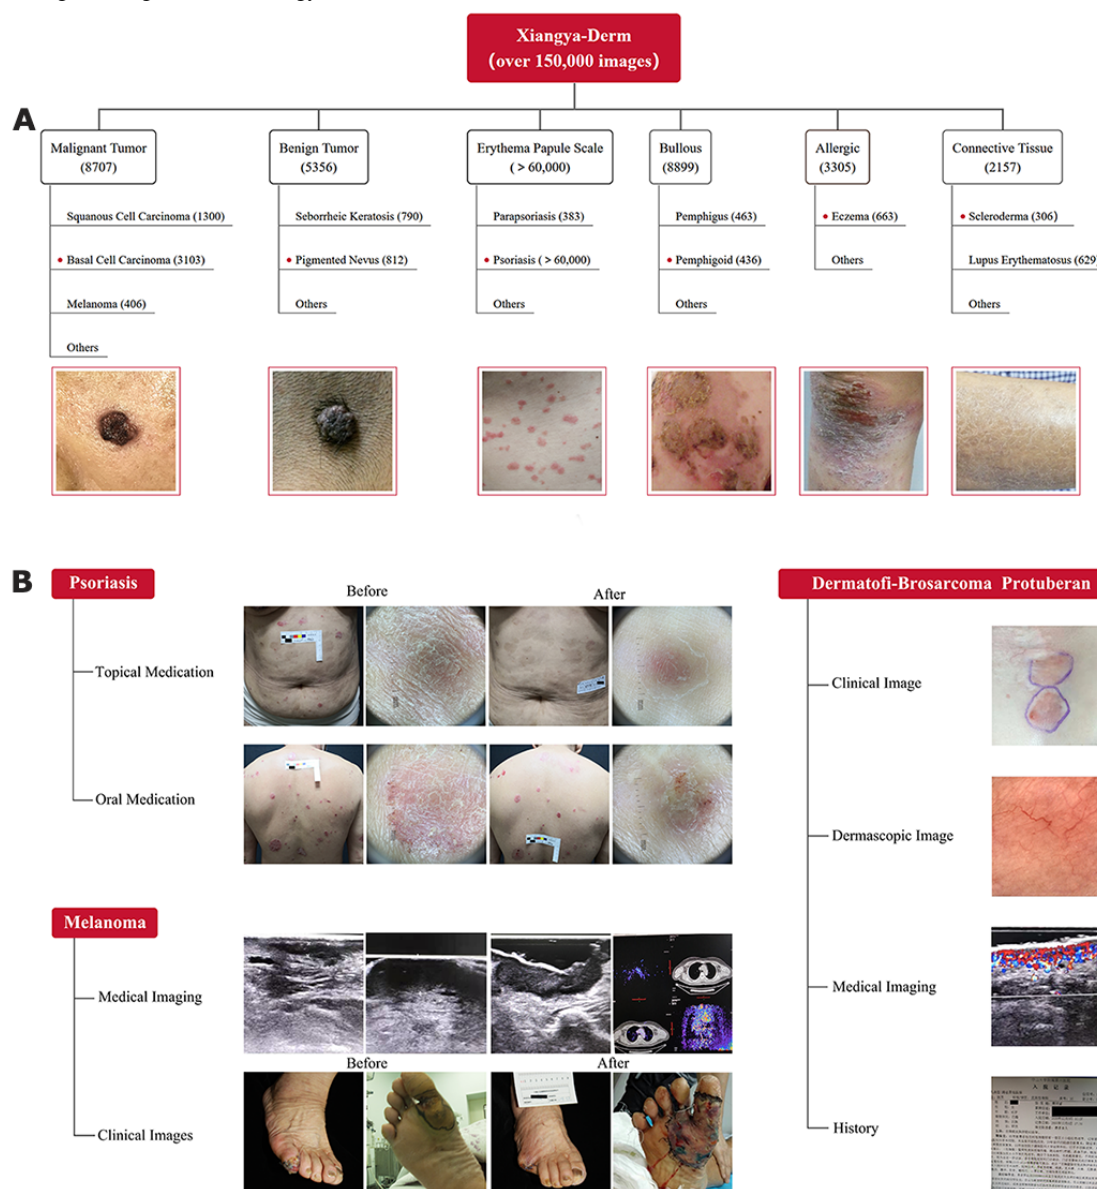 Xiangya-Derm
(over 150,000 images)
A
Malignant Tumor
(8707)
Benign Tumor
(5356)
Erythema Papule Scale
( > 60,000)
Bullous
(8899)
Allergic
(3305)
Connective Tissue
(2157)
Squanous Cell Carcinoma (1300)
Basal Cell Carcinoma (3103)
Melanoma (406)
Others
Seborrheic Keratosis (790)
Pigmented Nevus (812)
Others
Parapsoriasis (383)
Psoriasis ( > 60,000)
Others
Pemphigus (463)
Pemphigoid (436)
Others
Eczema (663)
Others
Scleroderma (306)
Lupus Erythematosus (629)
Others
B
Psoriasis
Before
After
Topical Medication
Oral Medication
Melanoma
Medical Imaging
Before
After
Clinical Images
Dermatofi-Brosarcoma Protuberan
Clinical Image
Dermascopic Image
Medical Imaging
History